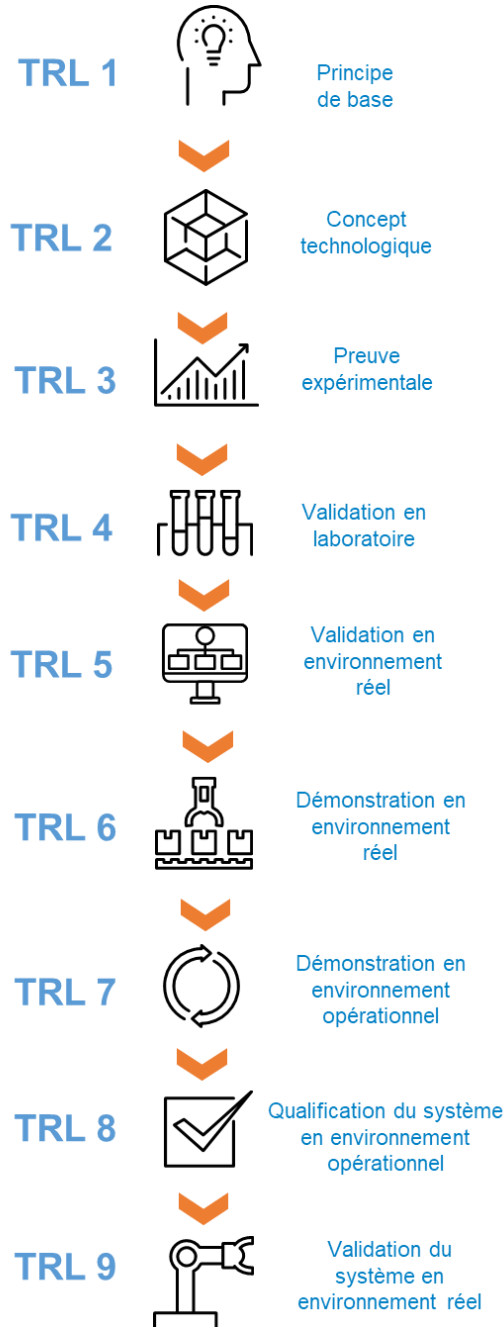 TRL 1
Principe
de base
TRL 2
Concept
technologique
TRL 3
Preuve
expérimentale
TRL 4
Validation en
laboratoire
TRL 5
Validation en
environnement
réel
TRL 6
Démonstration en
environnement
réel
TRL 7
Démonstration en
environnement
opérationnel
TRL 8
Qualification du système
en environnement
opérationnel
TRL 9
Validation du
système en
environnement réel